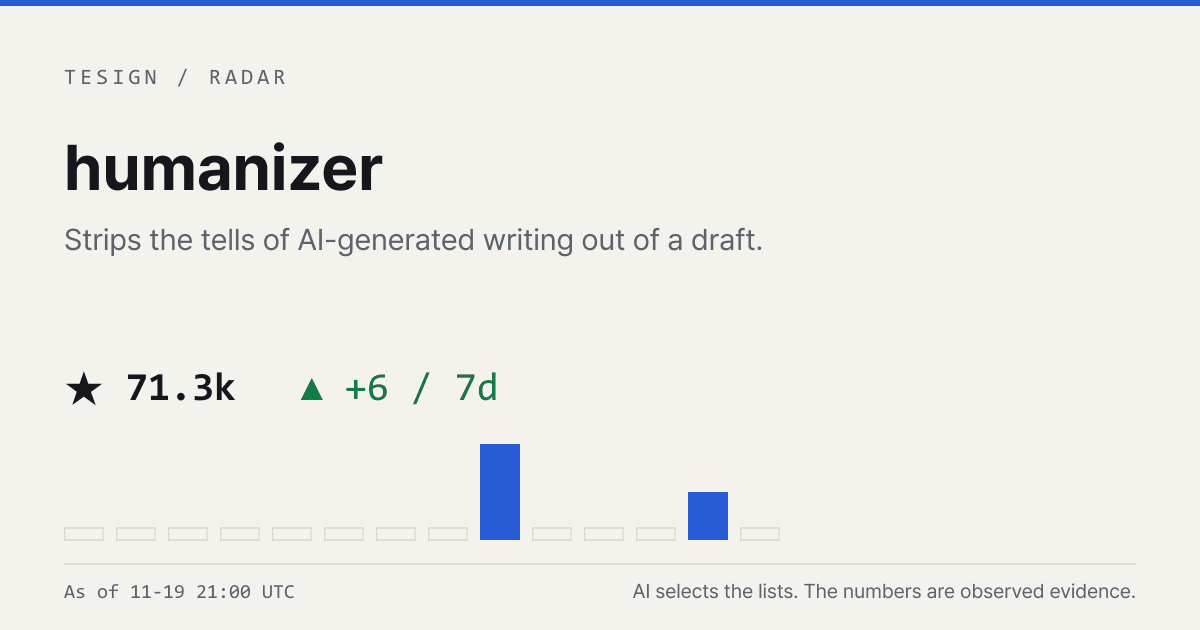 TESIGN / RADAR
humanizer
Strips the tells of AI-generated writing out of a draft.
★ 71.3k ▲ +6 / 7d
As of 11-19 21:00 UTC
AI selects the lists. The numbers are observed evidence.